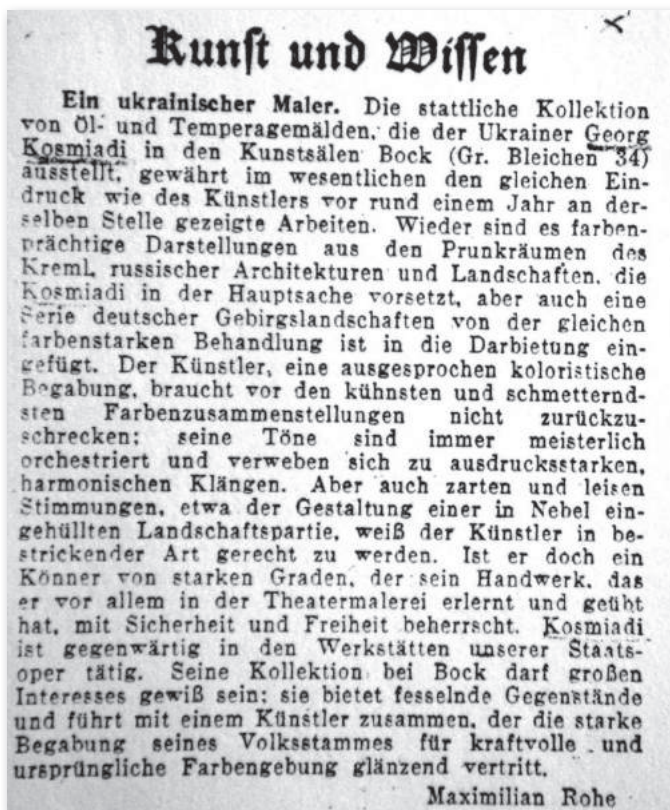 Kunst und Wissen
Ein ukrainischer Maler. Die stattliche Kollektion
von Öl- und Temperagemälden, die der Ukrainer Georg
Kosmiadi in den Kunstsälen Bock (Gr. Bleichen 34)
ausstellt, gewährt im wesentlichen den gleichen Ein-
druck wie des Künstlers vor rund einem Jahr an der-
selben Stelle gezeigte Arbeiten. Wieder sind es farben-
prächtige Darstellungen aus den Prunkräumen des
Kreml, russischer Architekturen und Landschaften, die
Kosmiadi in der Hauptsache vorsetzt, aber auch eine
Serie deutscher Gebirgslandschaften von der gleichen
farbenstarken Behandlung ist in die Darbietung ein-
gefügt. Der Künstler, eine ausgesprochen koloristische
Begabung, braucht vor den kühnsten und schmetternd-
sten Farbenzusammenstellungen nicht zurückzu-
schrecken; seine Töne sind immer meisterlich
orchestriert und verweben sich zu ausdrucksstarken,
harmonischen Klängen. Aber auch zarten und leisen
Stimmungen, etwa der Gestaltung einer in Nebel ein-
gehüllten Landschaftspartie, weiß der Künstler in be-
strickender Art gerecht zu werden. Ist er doch ein
Könner von starken Graden, der sein Handwerk, das
er vor allem in der Theatermalerei erlernt und geübt
hat, mit Sicherheit und Freiheit beherrscht. Kosmiadi
ist gegenwärtig in den Werkstätten unserer Staats-
oper tätig. Seine Kollektion bei Bock darf großen
Interesses gewiß sein; sie bietet fesselnde Gegenstände
und führt mit einem Künstler zusammen, der die starke
Begabung seines Volksstammes für kraftvolle und
ursprüngliche Farbengebung glänzend vertritt.
Maximilian Rohe